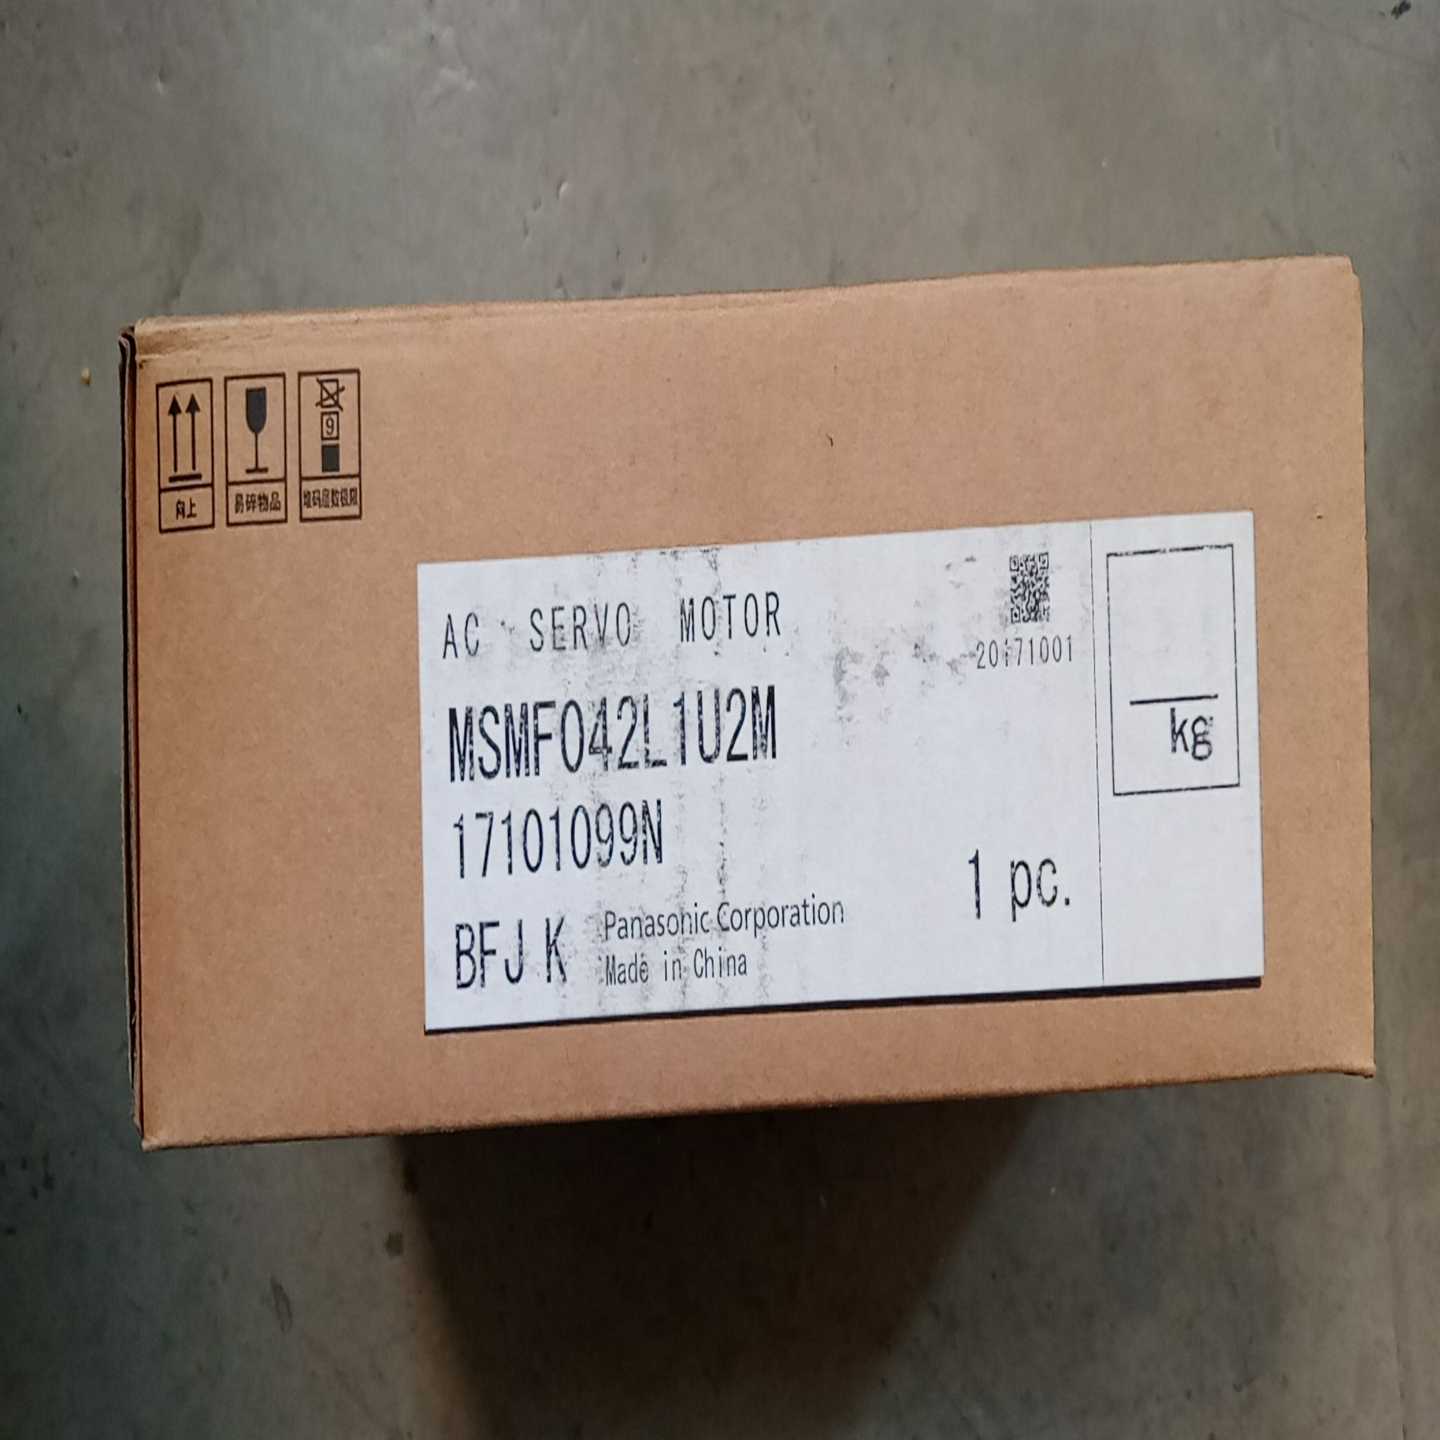 向上
易碎物品
9
堆码层数极限
AC SERVO MOTOR
20171001
MSMF042L1U2M
17101099N
1 pc.
BFJ K
Panasonic Corporation
Made in China
kg